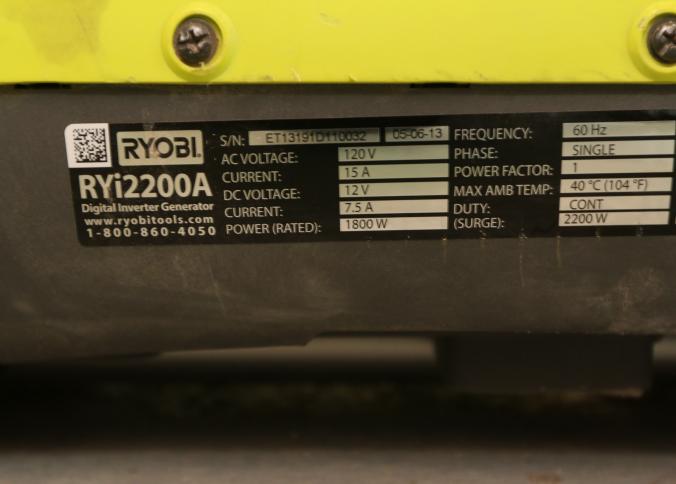 RYOBI
RYi2200A
Digital Inverter Generator
www.ryobitools.com
1-800-860-4050
S/N: ET13191D110032 05-06-13
AC VOLTAGE: 120 V
CURRENT: 15 A
DC VOLTAGE: 12 V
CURRENT: 7.5 A
POWER (RATED): 1800 W
FREQUENCY: 60 Hz
PHASE: SINGLE
POWER FACTOR: 1
MAX AMB TEMP: 40 °C (104 °F)
DUTY: CONT
(SURGE): 2200 W